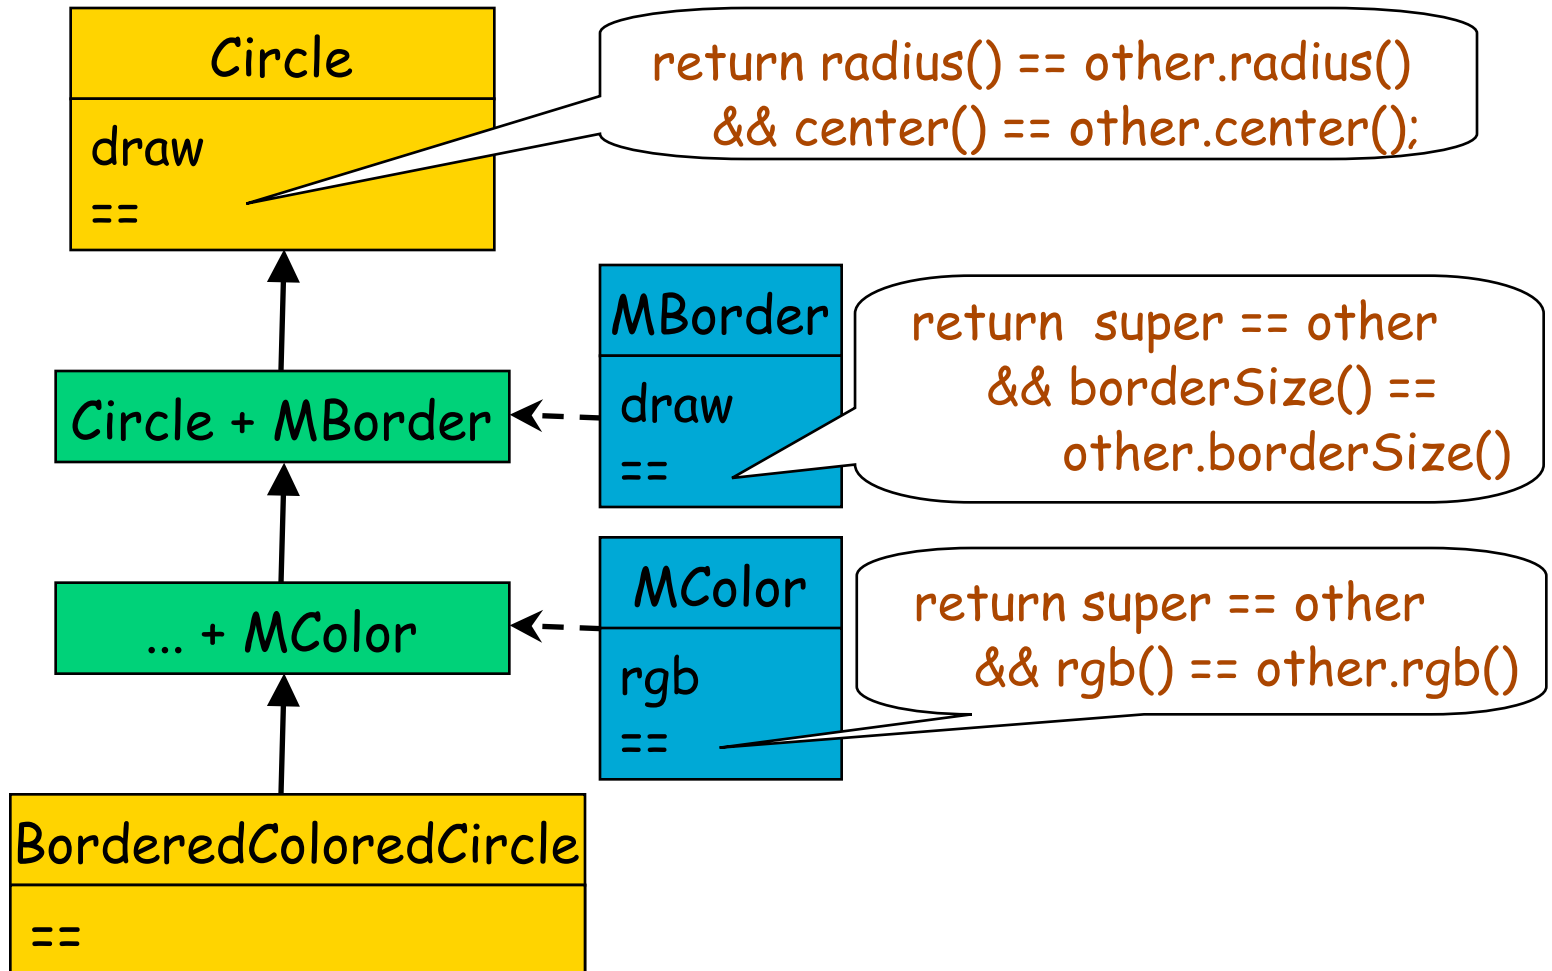 Circle
draw
==
return radius() == other.radius()
&& center() == other.center();
Circle + MBorder
MBorder
draw
==
return  super == other
&& borderSize() ==
other.borderSize()
... + MColor
MColor
rgb
==
return super == other
&& rgb() == other.rgb()
BorderedColoredCircle
==